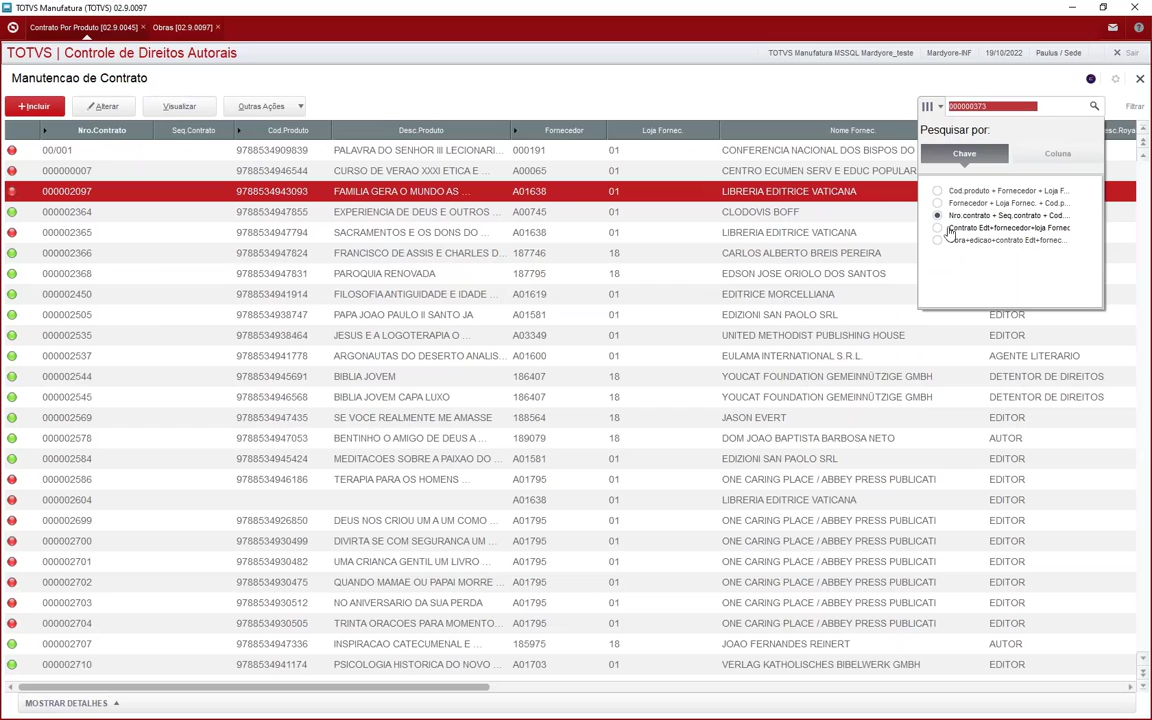 TOTVS Manufatura (TOTVS) 02.9.0097
Contrato Por Produto [02.9.0045] × Obras [02.9.0097] ×
TOTVS | Controle de Direitos Autorais TOTVS Manufatura MSSQL Mardyore_teste Mardyore-INF 19/10/2022 Paulus / Sede Sair
Manutencao de Contrato
+Incluir Alterar Visualizar Outras Ações 000000373 Filtrar
Pesquisar por:
Chave Coluna
Cod.produto + Fornecedor + Loja F...
Fornecedor + Loja Fornec. + Cod.p...
Nro.contrato + Seq.contrato + Cod....
Contrato Edt+fornecedor+loja Fornec
+edicao+contrato Edt+fornec...
Nro.Contrato Seq.Contrato Cod.Produto Desc.Produto Fornecedor Loja Fornec. Nome Fornec.
00/001 9788534909839 PALAVRA DO SENHOR III LECIONARI... 000191 CONFERENCIA NACIONAL DOS BISPOS DO
000000007 9788534946544 CURSO DE VERAO XXXI ETICA E ... A00065 01 CENTRO ECUMEN SERV E EDUC POPULAR
000002097 9788534943093 FAMILIA GERA O MUNDO AS ... A01638 01 LIBRERIA EDITRICE VATICANA
000002364 9788534947855 EXPERIENCIA DE DEUS E OUTROS ... A00745 01 CLODOVIS BOFF
000002365 9788534947794 SACRAMENTOS E OS DONS DO ... A01638 01 LIBRERIA EDITRICE VATICANA
000002366 9788534947824 FRANCISCO DE ASSIS E CHARLES D... 187746 18 CARLOS ALBERTO BREIS PEREIRA
000002368 9788534947831 PAROQUIA RENOVADA 187795 18 EDSON JOSE ORIOLO DOS SANTOS
000002450 9788534941914 FILOSOFIA ANTIGUIDADE E IDADE ... A01619 01 EDITRICE MORCELLIANA
000002505 9788534938747 PAPA JOAO PAULO II SANTO JA A01581 01 EDIZIONI SAN PAOLO SRL EDITOR
000002535 9788534938464 JESUS E A LOGOTERAPIA O ... A03349 01 UNITED METHODIST PUBLISHING HOUSE EDITOR
000002537 9788534941778 ARGONAUTAS DO DESERTO ANALIS... A01600 01 EULAMA INTERNATIONAL S.R.L. AGENTE LITERARIO
000002544 9788534945691 BIBLIA JOVEM 186407 18 YOUCAT FOUNDATION GEMEINNÜTZIGE GMBH DETENTOR DE DIREITOS
000002545 9788534946568 BIBLIA JOVEM CAPA LUXO 186407 18 YOUCAT FOUNDATION GEMEINNÜTZIGE GMBH DETENTOR DE DIREITOS
000002569 9788534947435 SE VOCE REALMENTE ME AMASSE 188564 18 JASON EVERT EDITOR
000002578 9788534947053 BENTINHO O AMIGO DE DEUS A ... 189079 18 DOM JOAO BAPTISTA BARBOSA NETO AUTOR
000002584 9788534945424 MEDITACOES SOBRE A PAIXAO DO ... A01581 01 EDIZIONI SAN PAOLO SRL EDITOR
000002586 9788534946186 TERAPIA PARA OS HOMENS ... A01795 01 ONE CARING PLACE / ABBEY PRESS PUBLICATI EDITOR
000002604 A01638 01 LIBRERIA EDITRICE VATICANA EDITOR
000002699 9788534926850 DEUS NOS CRIOU UM A UM COMO ... A01795 01 ONE CARING PLACE / ABBEY PRESS PUBLICATI EDITOR
000002700 9788534930499 DIVIRTA SE COM SEGURANCA UM ... A01795 01 ONE CARING PLACE / ABBEY PRESS PUBLICATI EDITOR
000002701 9788534930482 UMA CRIANCA GENTIL UM LIVRO ... A01795 01 ONE CARING PLACE / ABBEY PRESS PUBLICATI EDITOR
000002702 9788534930475 QUANDO MAMAE OU PAPAI MORRE ... A01795 01 ONE CARING PLACE / ABBEY PRESS PUBLICATI EDITOR
000002703 9788534930512 NO ANIVERSARIO DA SUA PERDA A01795 01 ONE CARING PLACE / ABBEY PRESS PUBLICATI EDITOR
000002704 9788534930505 TRINTA ORACOES PARA MOMENTO... A01795 01 ONE CARING PLACE / ABBEY PRESS PUBLICATI EDITOR
000002707 9788534947336 INSPIRACAO CATECUMENAL E ... 185975 18 JOAO FERNANDES REINERT AUTOR
000002710 9788534941174 PSICOLOGIA HISTORICA DO NOVO ... A01703 01 VERLAG KATHOLISCHES BIBELWERK GMBH EDITOR
MOSTRAR DETALHES